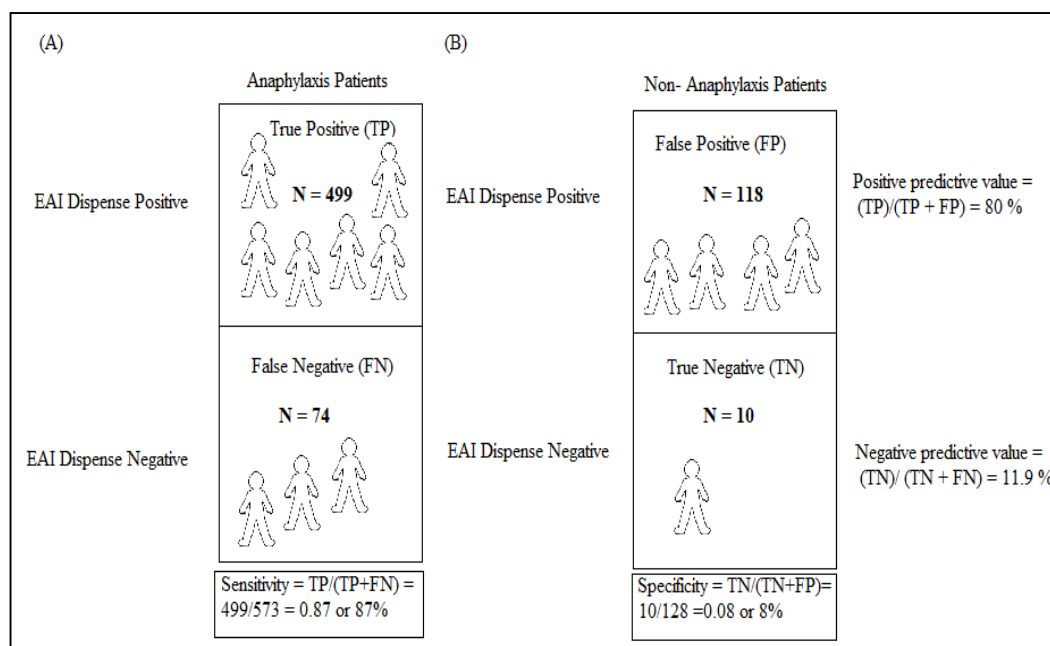 (A)
(B)
Anaphylaxis Patients
Non- Anaphylaxis Patients
True Positive (TP)
N = 499
EAI Dispense Positive
False Positive (FP)
N = 118
EAI Dispense Positive
Positive predictive value =
(TP)/(TP + FP) = 80 %
False Negative (FN)
N = 74
EAI Dispense Negative
True Negative (TN)
N = 10
EAI Dispense Negative
Negative predictive value =
(TN)/ (TN + FN) = 11.9 %
Sensitivity = TP/(TP+FN) =
499/573 = 0.87 or 87%
Specificity = TN/(TN+FP)=
10/128 =0.08 or 8%